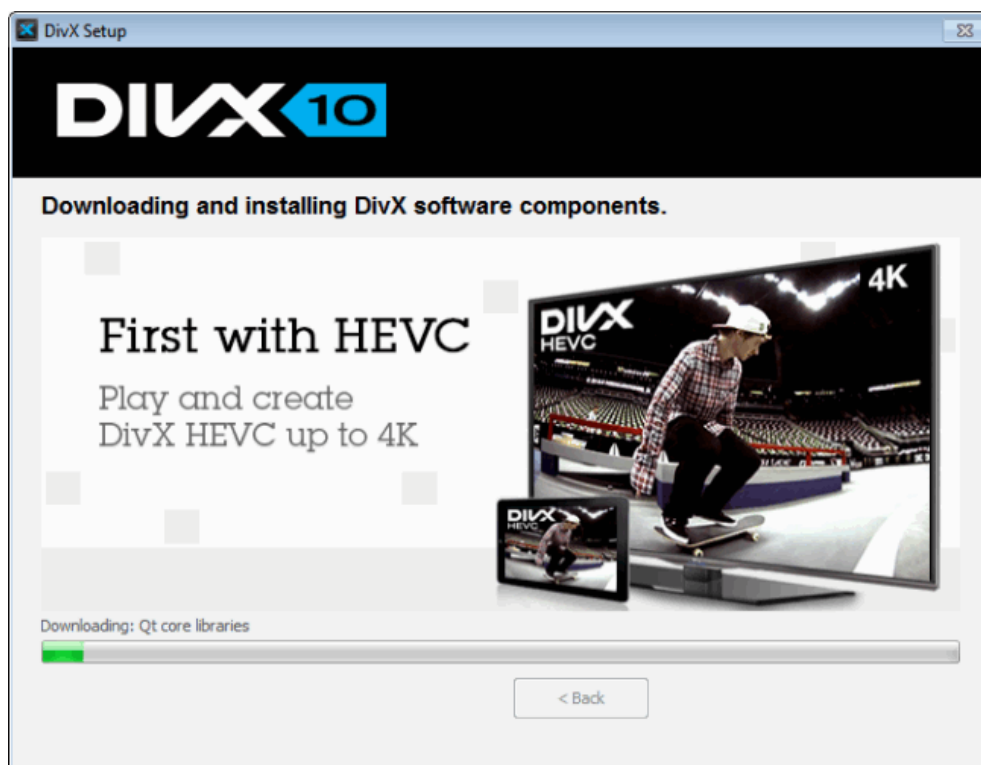 DivX Setup
DIVX 10
Downloading and installing DivX software components.
First with HEVC
Play and create
DivX HEVC up to 4K
4K
DIVX
HEVC
DIVX
HEVC
Downloading: Qt core libraries
< Back